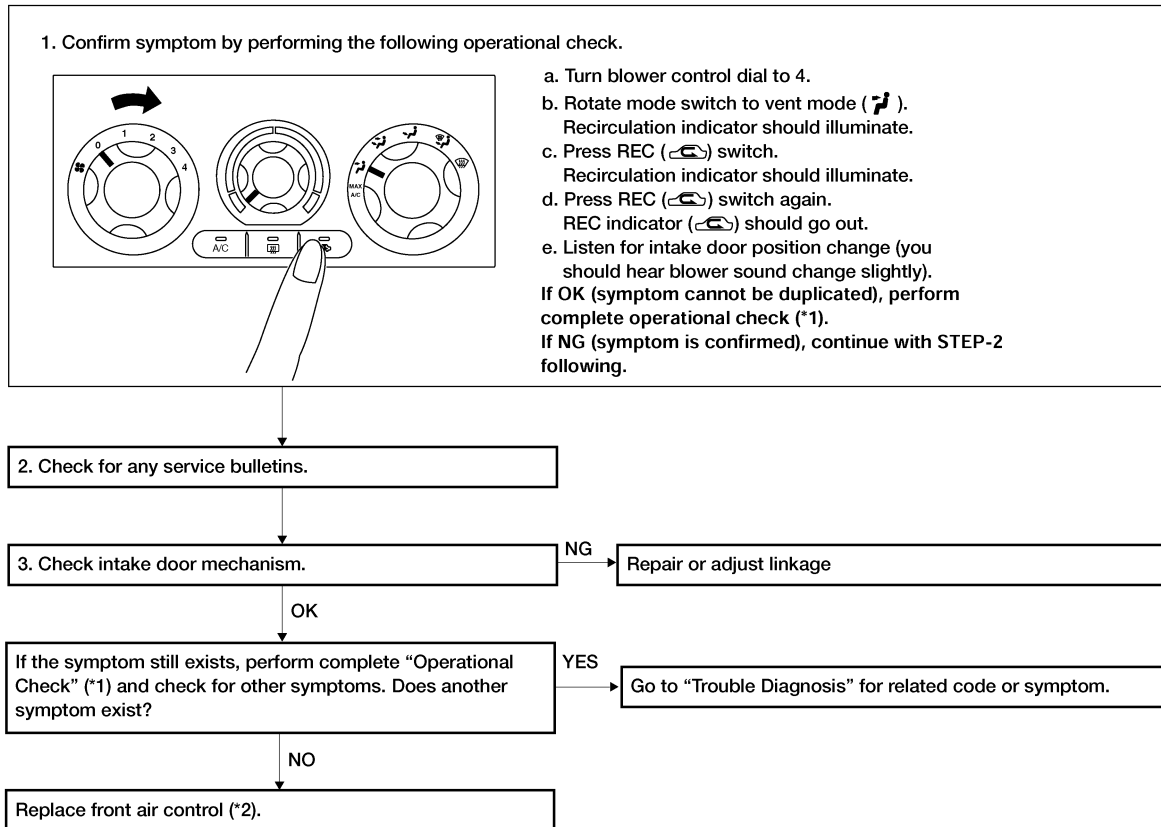 1. Confirm symptom by performing the following operational check.
0
1
2
3
4
MAX
A/C
A/C
a. Turn blower control dial to 4.
b. Rotate mode switch to vent mode ( ).
Recirculation indicator should illuminate.
c. Press REC ( ) switch.
Recirculation indicator should illuminate.
d. Press REC ( ) switch again.
REC indicator ( ) should go out.
e. Listen for intake door position change (you
should hear blower sound change slightly).
If OK (symptom cannot be duplicated), perform
complete operational check (*1).
If NG (symptom is confirmed), continue with STEP-2
following.
2. Check for any service bulletins.
3. Check intake door mechanism.
NG
Repair or adjust linkage
OK
If the symptom still exists, perform complete “Operational
Check” (*1) and check for other symptoms. Does another
symptom exist?
YES
Go to “Trouble Diagnosis” for related code or symptom.
NO
Replace front air control (*2).